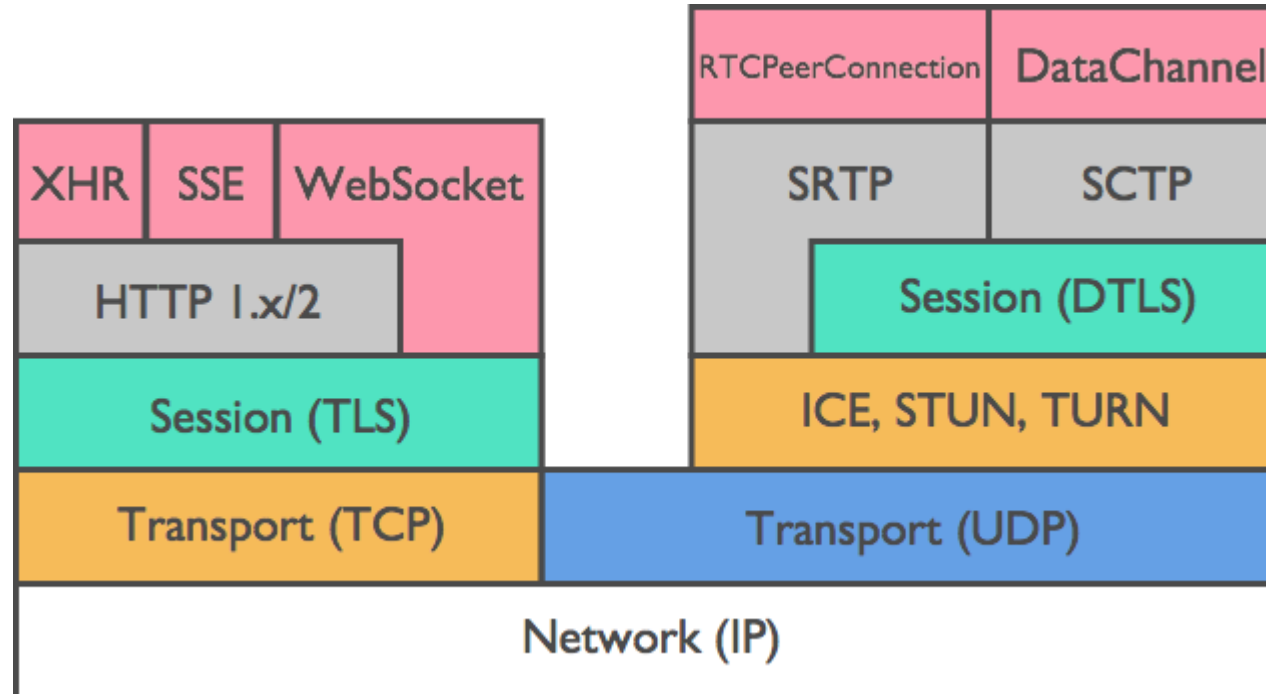 RTCPeerConnection DataChannel
XHR SSE WebSocket SRTP SCTP
HTTP 1.x/2 Session (DTLS)
Session (TLS) ICE, STUN, TURN
Transport (TCP) Transport (UDP)
Network (IP)